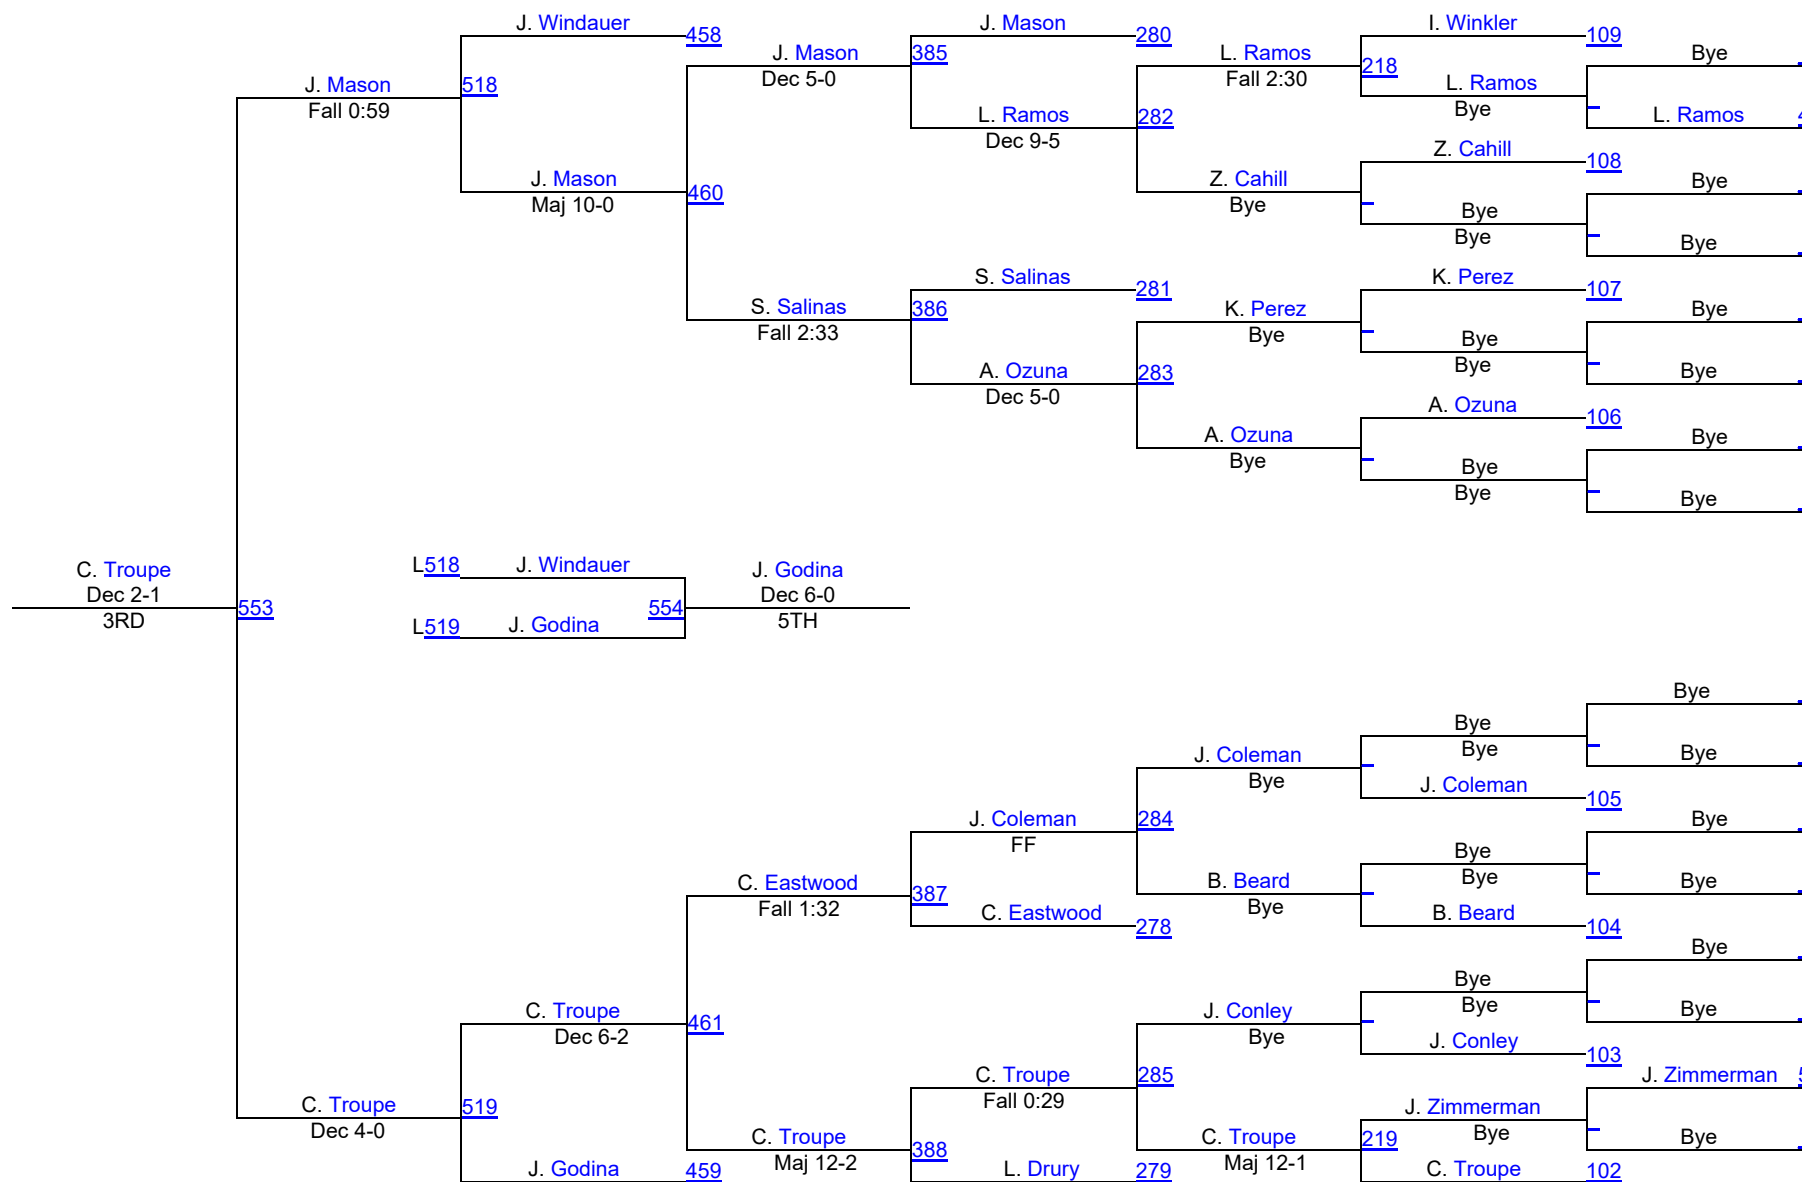 J. Windauer
458
J. Mason
280
I. Winkler
109
J. Mason
385
Dec 5-0
L. Ramos
218
Fall 2:30
Bye
J. Mason
518
Fall 0:59
L. Ramos
Bye
L. Ramos
282
Dec 9-5
L. Ramos
Z. Cahill
108
J. Mason
460
Maj 10-0
Z. Cahill
Bye
Bye
Bye
Bye
Bye
S. Salinas
281
K. Perez
107
S. Salinas
386
Fall 2:33
K. Perez
Bye
Bye
Bye
Bye
Bye
A. Ozuna
283
Dec 5-0
A. Ozuna
106
A. Ozuna
Bye
Bye
Bye
Bye
Bye
C. Troupe
Dec 2-1
3RD
553
L518
J. Windauer
L519
J. Godina
554
J. Godina
Dec 6-0
5TH
Bye
Bye
Bye
Bye
J. Coleman
Bye
J. Coleman
105
J. Coleman
284
FF
Bye
Bye
Bye
Bye
C. Eastwood
387
Fall 1:32
B. Beard
Bye
B. Beard
104
C. Eastwood
278
Bye
Bye
Bye
Bye
C. Troupe
461
Dec 6-2
J. Conley
Bye
J. Conley
103
C. Troupe
285
Fall 0:29
J. Zimmerman
C. Troupe
519
Dec 4-0
J. Zimmerman
Bye
Bye
C. Troupe
388
Maj 12-2
C. Troupe
219
Maj 12-1
J. Godina
459
L. Drury
279
C. Troupe
102